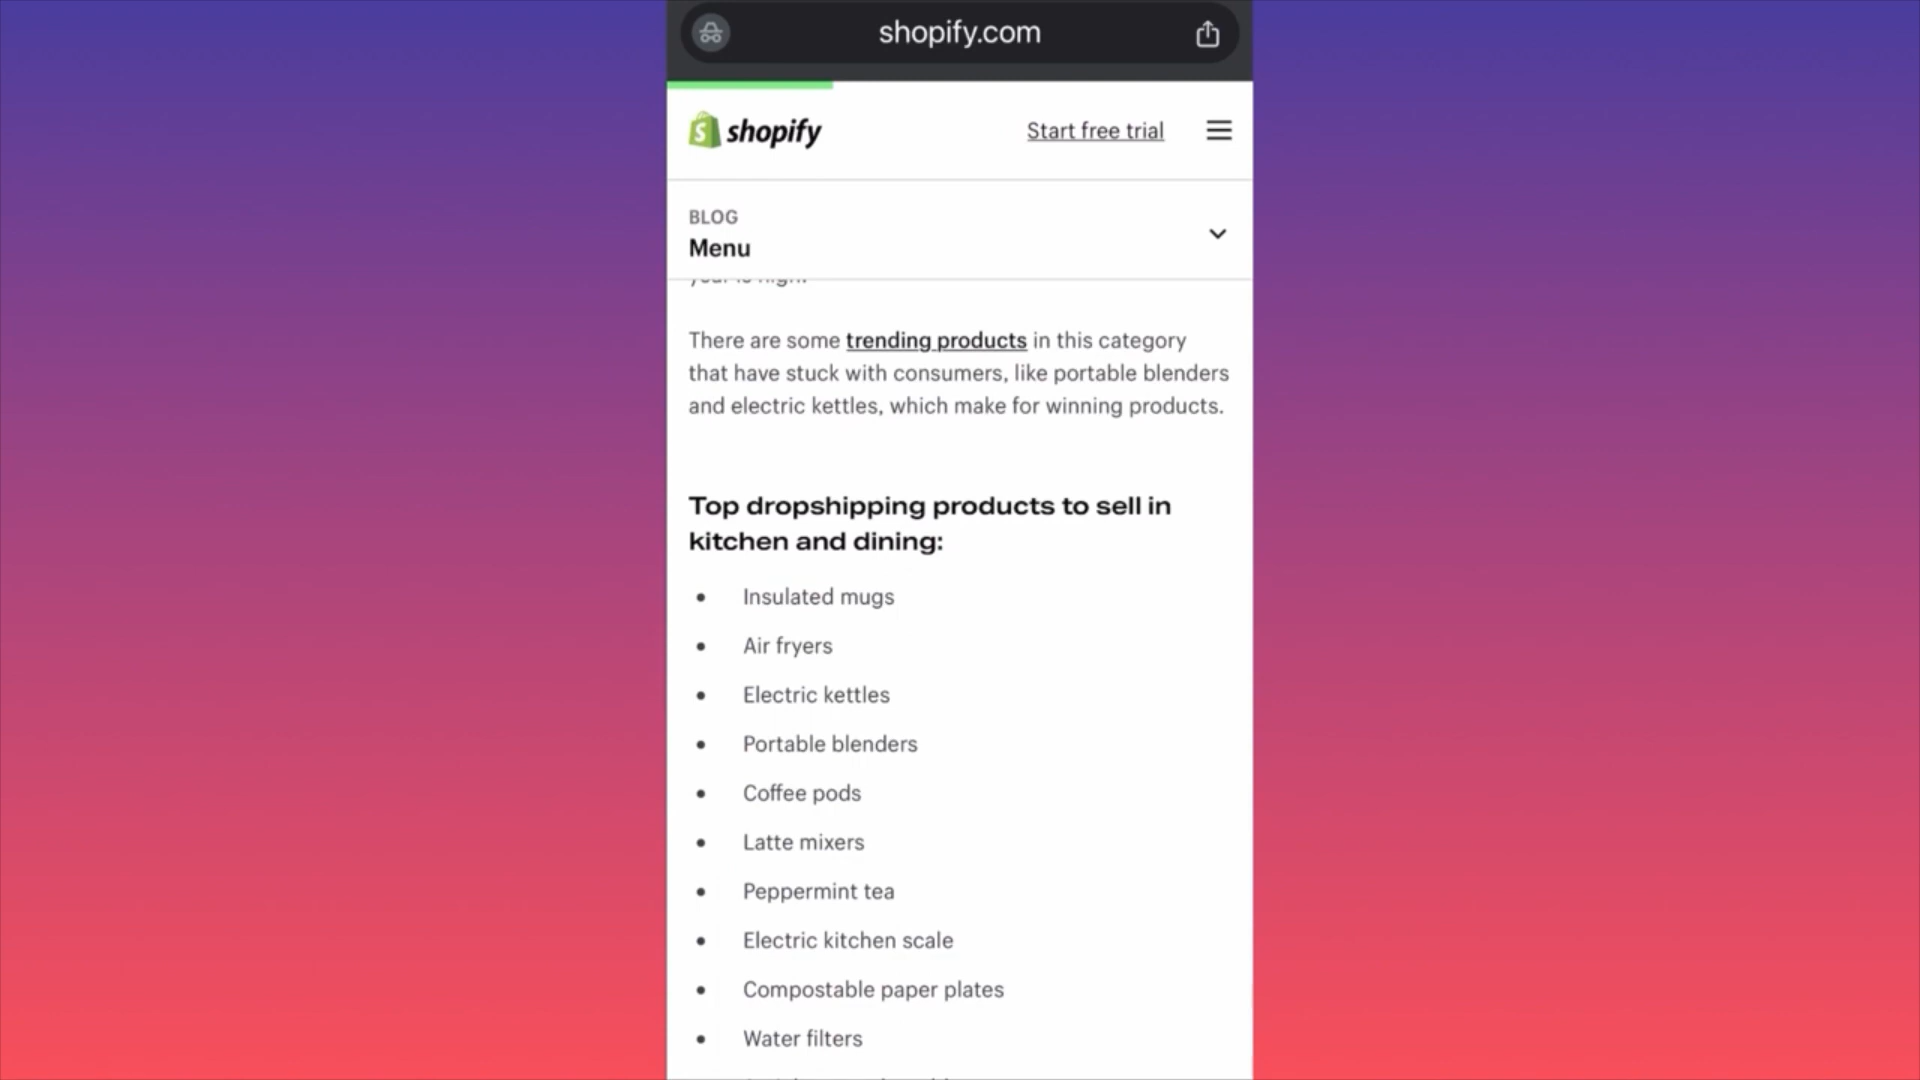 shopify.com
shopify
Start free trial
BLOG
Menu
There are some trending products in this category
that have stuck with consumers, like portable blenders
and electric kettles, which make for winning products.
Top dropshipping products to sell in
kitchen and dining:
• Insulated mugs
• Air fryers
• Electric kettles
• Portable blenders
• Coffee pods
• Latte mixers
• Peppermint tea
• Electric kitchen scale
• Compostable paper plates
• Water filters